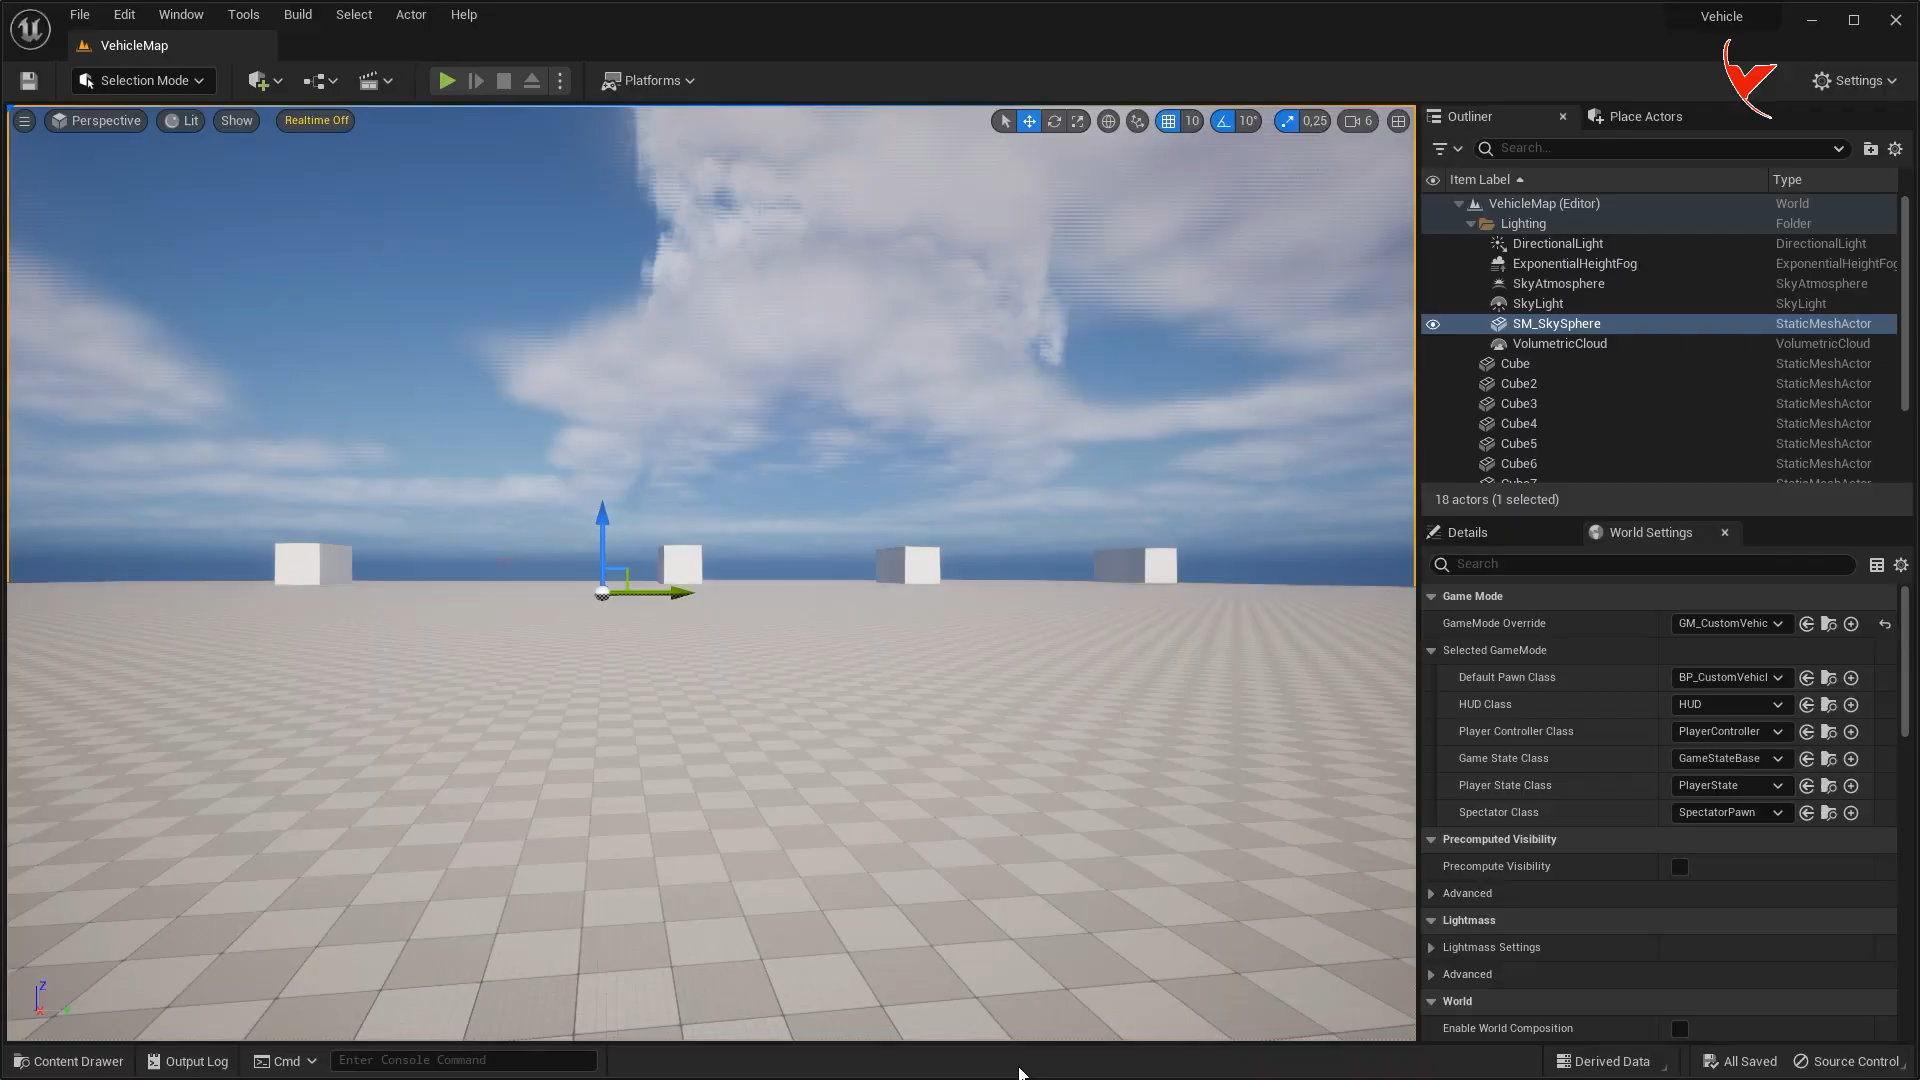 File Edit Window Tools Build Select Actor Help
Vehicle
VehicleMap
Selection Mode
Platforms
Settings
Perspective Lit Show Realtime Off
10 10° 0,25 6
Outliner Place Actors
Search...
Item Label Type
VehicleMap (Editor) World
Lighting Folder
DirectionalLight DirectionalLight
ExponentialHeightFog ExponentialHeightFog
SkyAtmosphere SkyAtmosphere
SkyLight SkyLight
SM_SkySphere StaticMeshActor
VolumetricCloud VolumetricCloud
Cube StaticMeshActor
Cube2 StaticMeshActor
Cube3 StaticMeshActor
Cube4 StaticMeshActor
Cube5 StaticMeshActor
Cube6 StaticMeshActor
18 actors (1 selected)
Details World Settings
Search
Game Mode
GameMode Override GM_CustomVehic
Selected GameMode
Default Pawn Class BP_CustomVehicl
HUD Class HUD
Player Controller Class PlayerController
Game State Class GameStateBase
Player State Class PlayerState
Spectator Class SpectatorPawn
Precomputed Visibility
Precompute Visibility
Advanced
Lightmass
Lightmass Settings
Advanced
World
Enable World Composition
Z
Content Drawer Output Log Cmd Enter Console Command
Derived Data All Saved Source Control